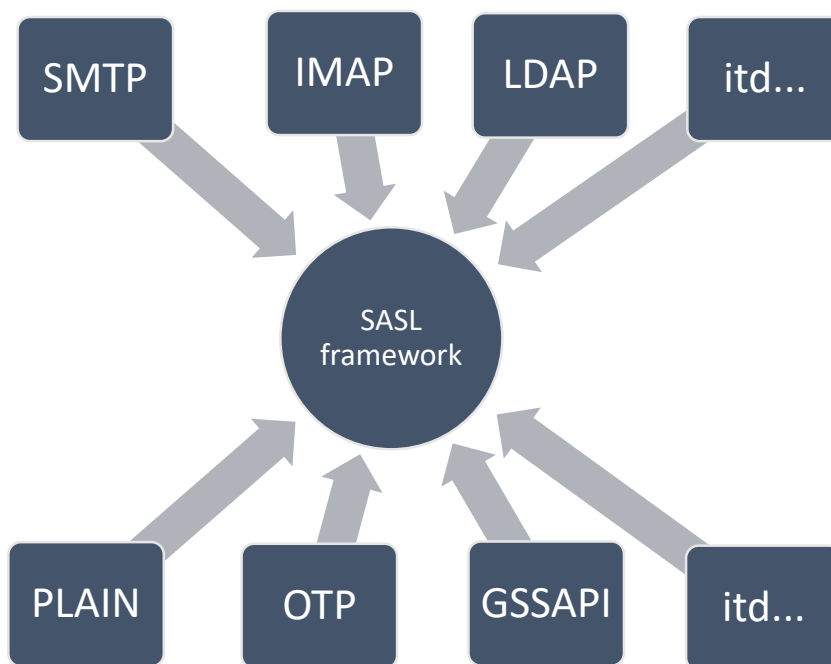 SMTP
IMAP
LDAP
itd...
SASL
framework
PLAIN
OTP
GSSAPI
itd...